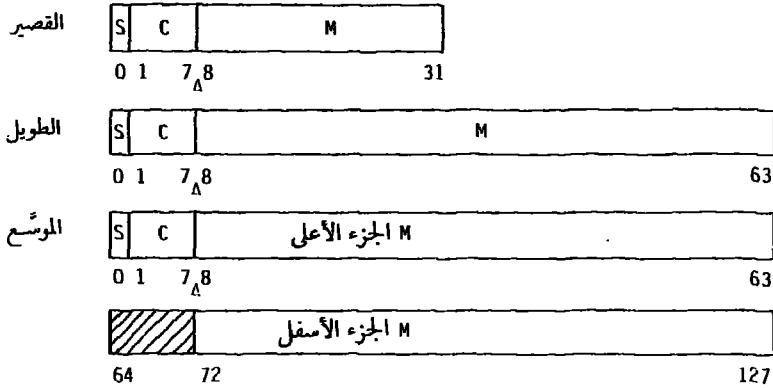 القصير S C M
0 1 7 8 31
الطويل S C M
0 1 7 8 63
الموسَّع S C M الجزء الأعلى
0 1 7 8 63
M الجزء الأسفل
64 72 127